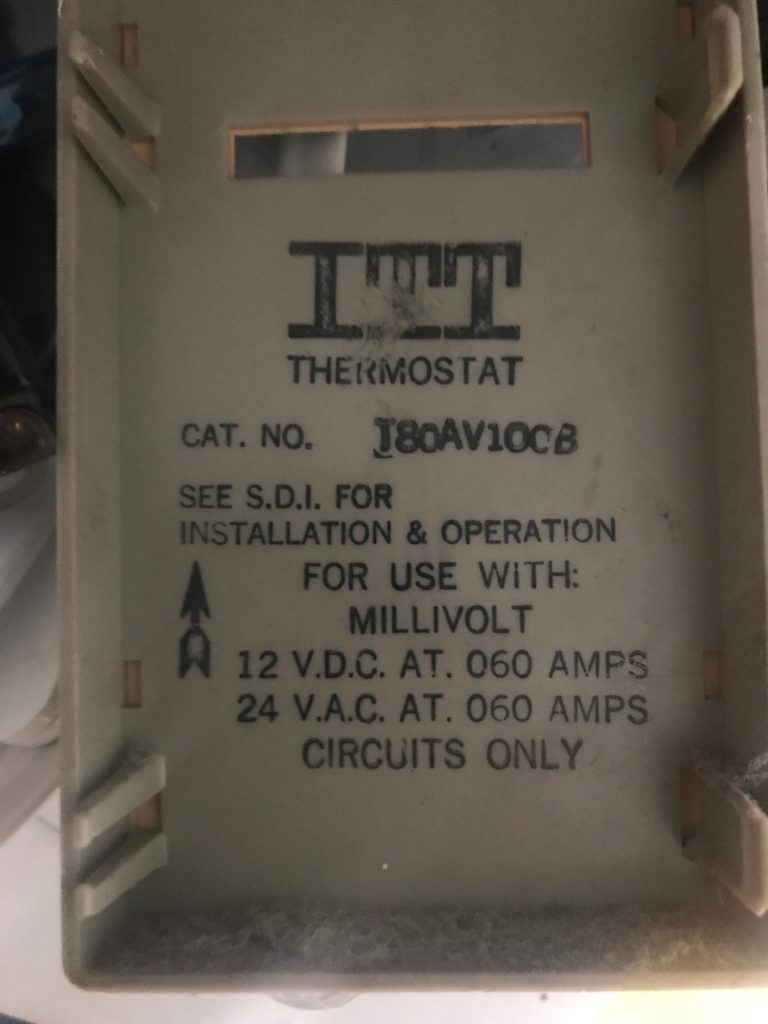 ITT
THERMOSTAT
CAT. NO. J80AV100B
SEE S.D.I. FOR
INSTALLATION & OPERATION
FOR USE WITH:
MILLIVOLT
12 V.D.C. AT. 060 AMPS
24 V.A.C. AT. 060 AMPS
CIRCUITS ONLY